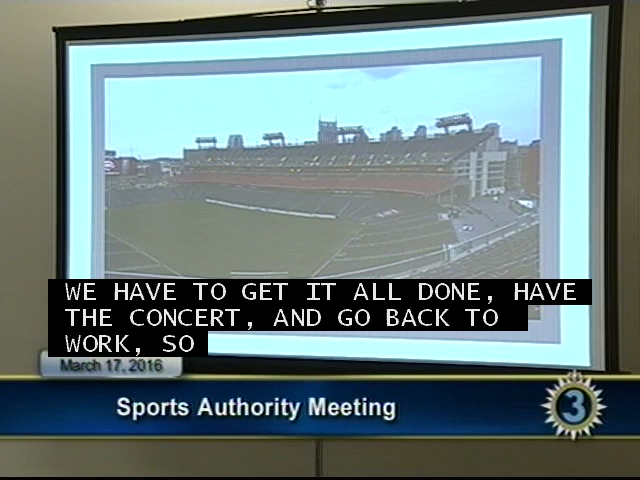 WE HAVE TO GET IT ALL DONE, HAVE
THE CONCERT, AND GO BACK TO
WORK, SO
March 17, 2016
Sports Authority Meeting
3